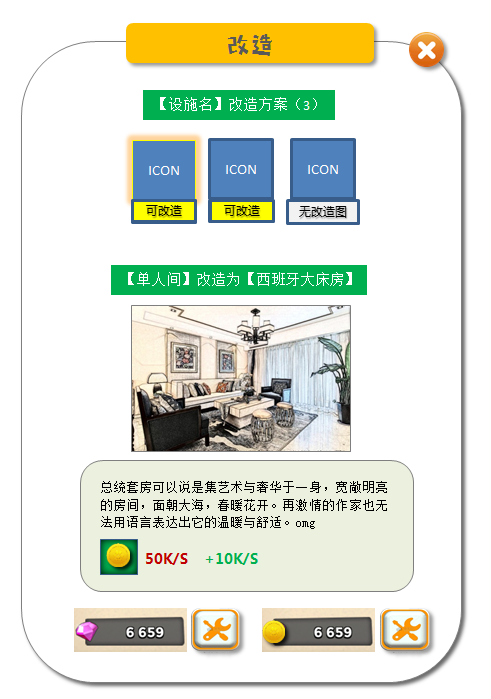 改造
【设施名】改造方案（3）
ICON
ICON
ICON
可改造
可改造
无改造图
【单人间】改造为【西班牙大床房】
总统套房可以说是集艺术与奢华于一身，宽敞明亮
的房间，面朝大海，春暖花开。再激情的作家也无
法用语言表达出它的温暖与舒适。omg
50K/S +10K/S
6 659
6 659